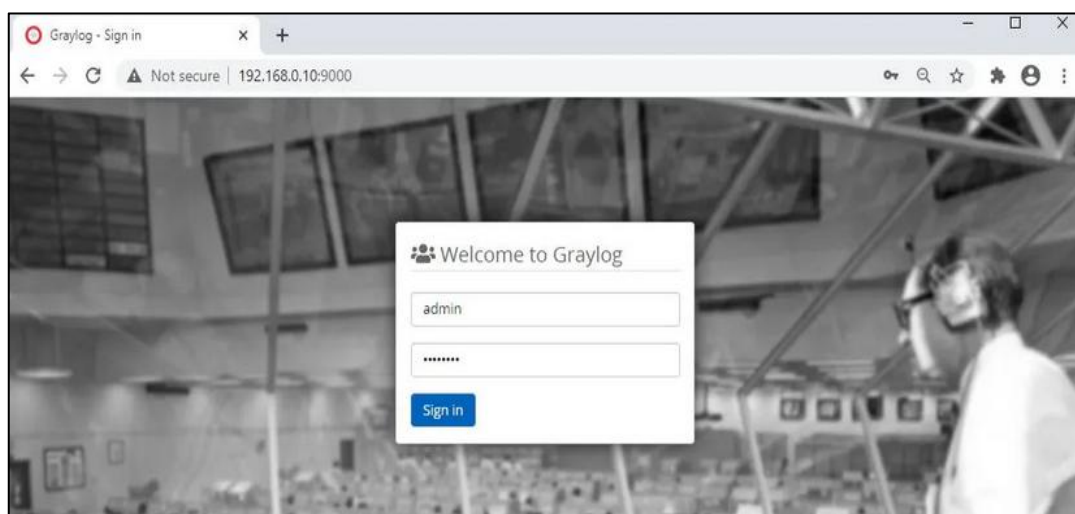 Graylog - Sign in
Not secure | 192.168.0.10:9000
Welcome to Graylog
admin
••••••••
Sign in